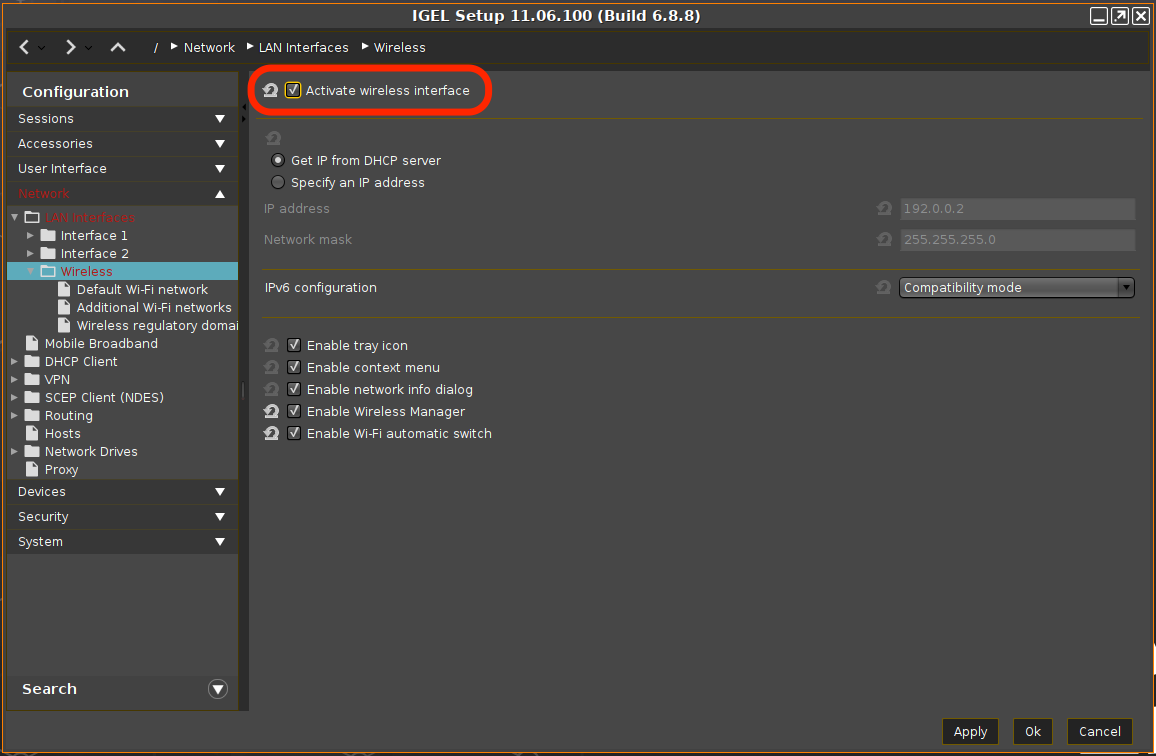 IGEL Setup 11.06.100 (Build 6.8.8)
/ Network LAN Interfaces Wireless
Configuration
Sessions
Accessories
User Interface
Network
LAN Interfaces
Interface 1
Interface 2
Wireless
Default Wi-Fi network
Additional Wi-Fi networks
Wireless regulatory domai
Mobile Broadband
DHCP Client
VPN
SCEP Client (NDES)
Routing
Hosts
Network Drives
Proxy
Devices
Security
System
Search
Activate wireless interface
Get IP from DHCP server
Specify an IP address
IP address 192.0.0.2
Network mask 255.255.255.0
IPv6 configuration Compatibility mode
Enable tray icon
Enable context menu
Enable network info dialog
Enable Wireless Manager
Enable Wi-Fi automatic switch
Apply Ok Cancel